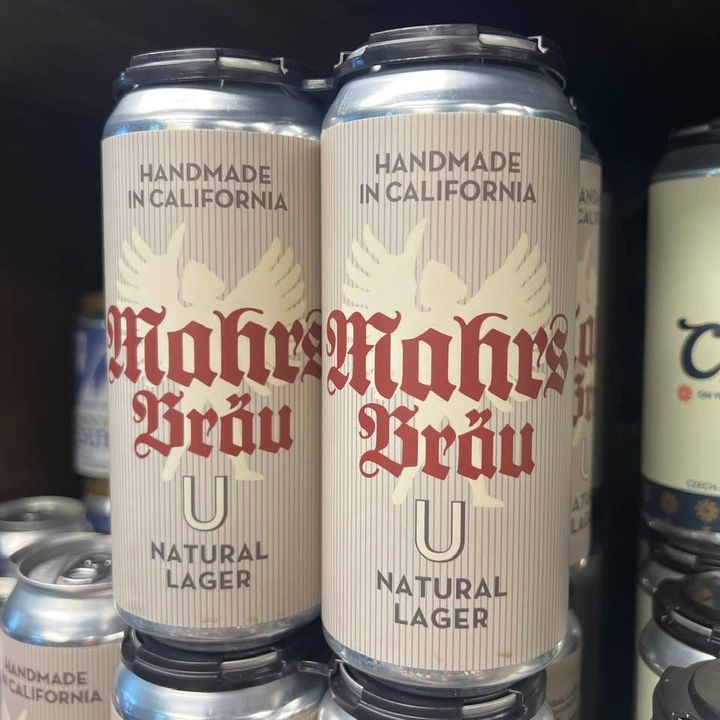 HANDMADE
IN CALIFORNIA
Mahrs
Bräu
U
NATURAL
LAGER
HANDMADE
IN CALIFORNIA
Mahrs
Bräu
U
NATURAL
LAGER
HANDMADE
IN CALIFORNIA